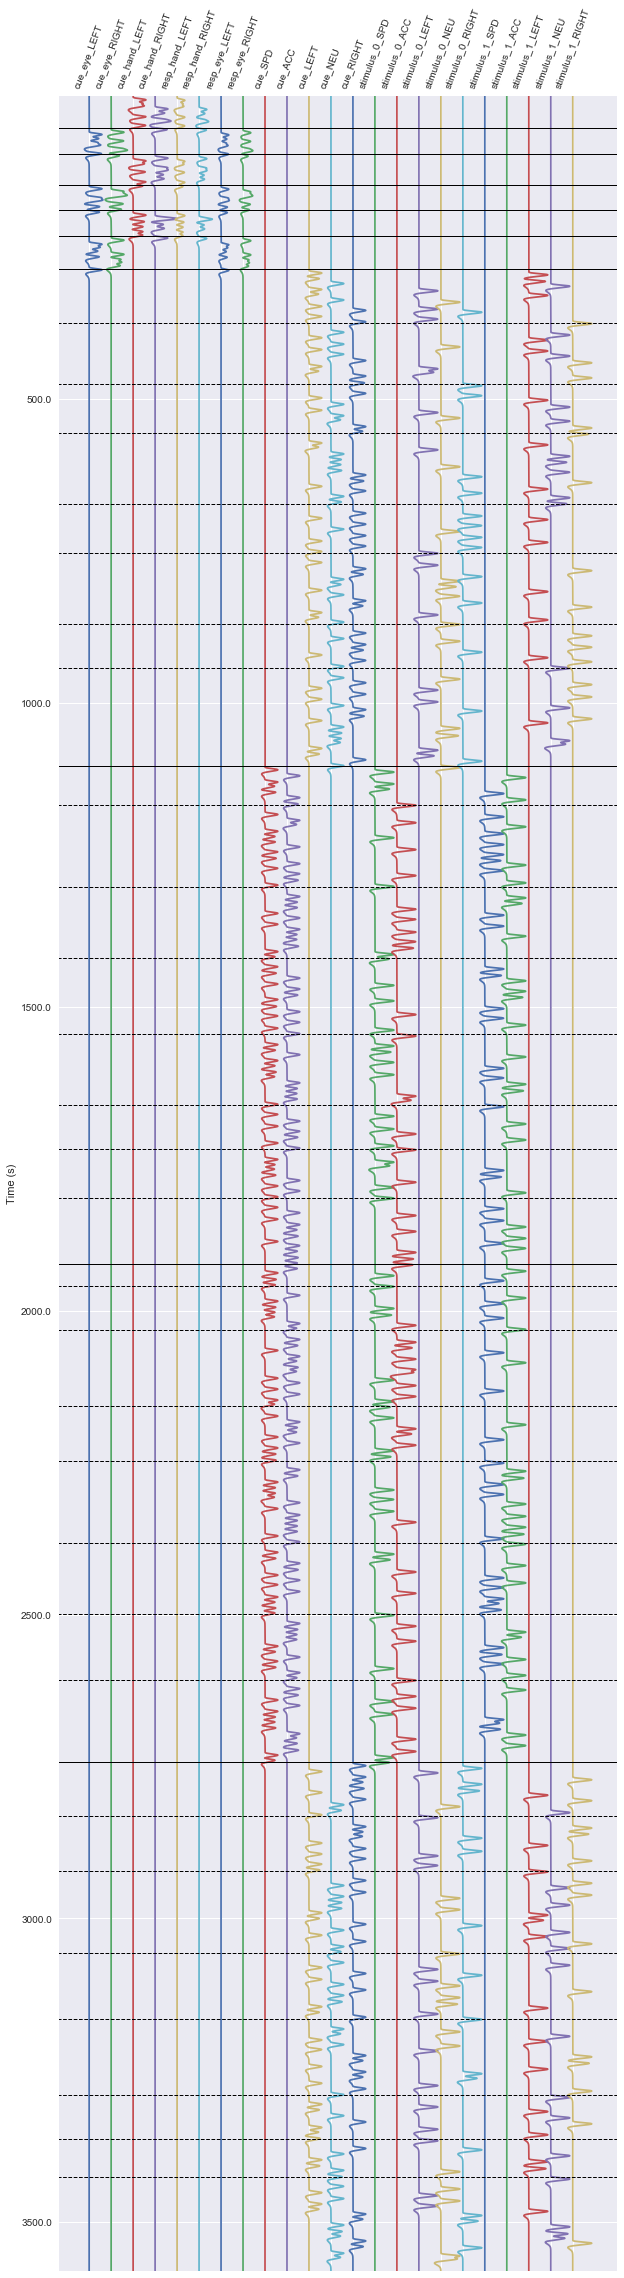 cue_eye_LEFT
cue_eye_RIGHT
cue_hand_LEFT
cue_hand_RIGHT
resp_hand_LEFT
resp_hand_RIGHT
resp_eye_LEFT
resp_eye_RIGHT
cue_SPD
cue_ACC
cue_LEFT
cue_NEU
cue_RIGHT
stimulus_0_SPD
stimulus_0_ACC
stimulus_0_LEFT
stimulus_0_NEU
stimulus_0_RIGHT
stimulus_1_SPD
stimulus_1_ACC
stimulus_1_LEFT
stimulus_1_NEU
stimulus_1_RIGHT
500.0
1000.0
1500.0
Time (s)
2000.0
2500.0
3000.0
3500.0